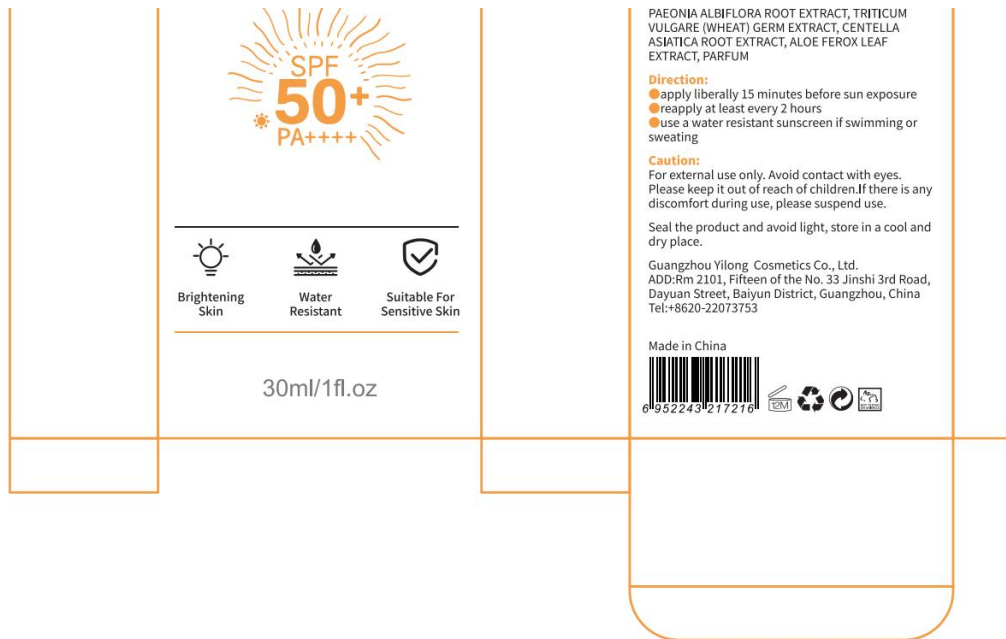 SPF
50+
PA++++
Brightening
Skin
Water
Resistant
Suitable For
Sensitive Skin
30ml/1fl.oz
PAEONIA ALBIFLORA ROOT EXTRACT, TRITICUM
VULGARE (WHEAT) GERM EXTRACT, CENTELLA
ASIATICA ROOT EXTRACT, ALOE FEROX LEAF
EXTRACT, PARFUM
Direction:
●apply liberally 15 minutes before sun exposure
●reapply at least every 2 hours
●use a water resistant sunscreen if swimming or
sweating
Caution:
For external use only. Avoid contact with eyes.
Please keep it out of reach of children.If there is any
discomfort during use, please suspend use.
Seal the product and avoid light, store in a cool and
dry place.
Guangzhou Yilong Cosmetics Co., Ltd.
ADD:Rm 2101, Fifteen of the No. 33 Jinshi 3rd Road,
Dayuan Street, Baiyun District, Guangzhou, China
Tel:+8620-22073753
Made in China
6 952243 217216
12M